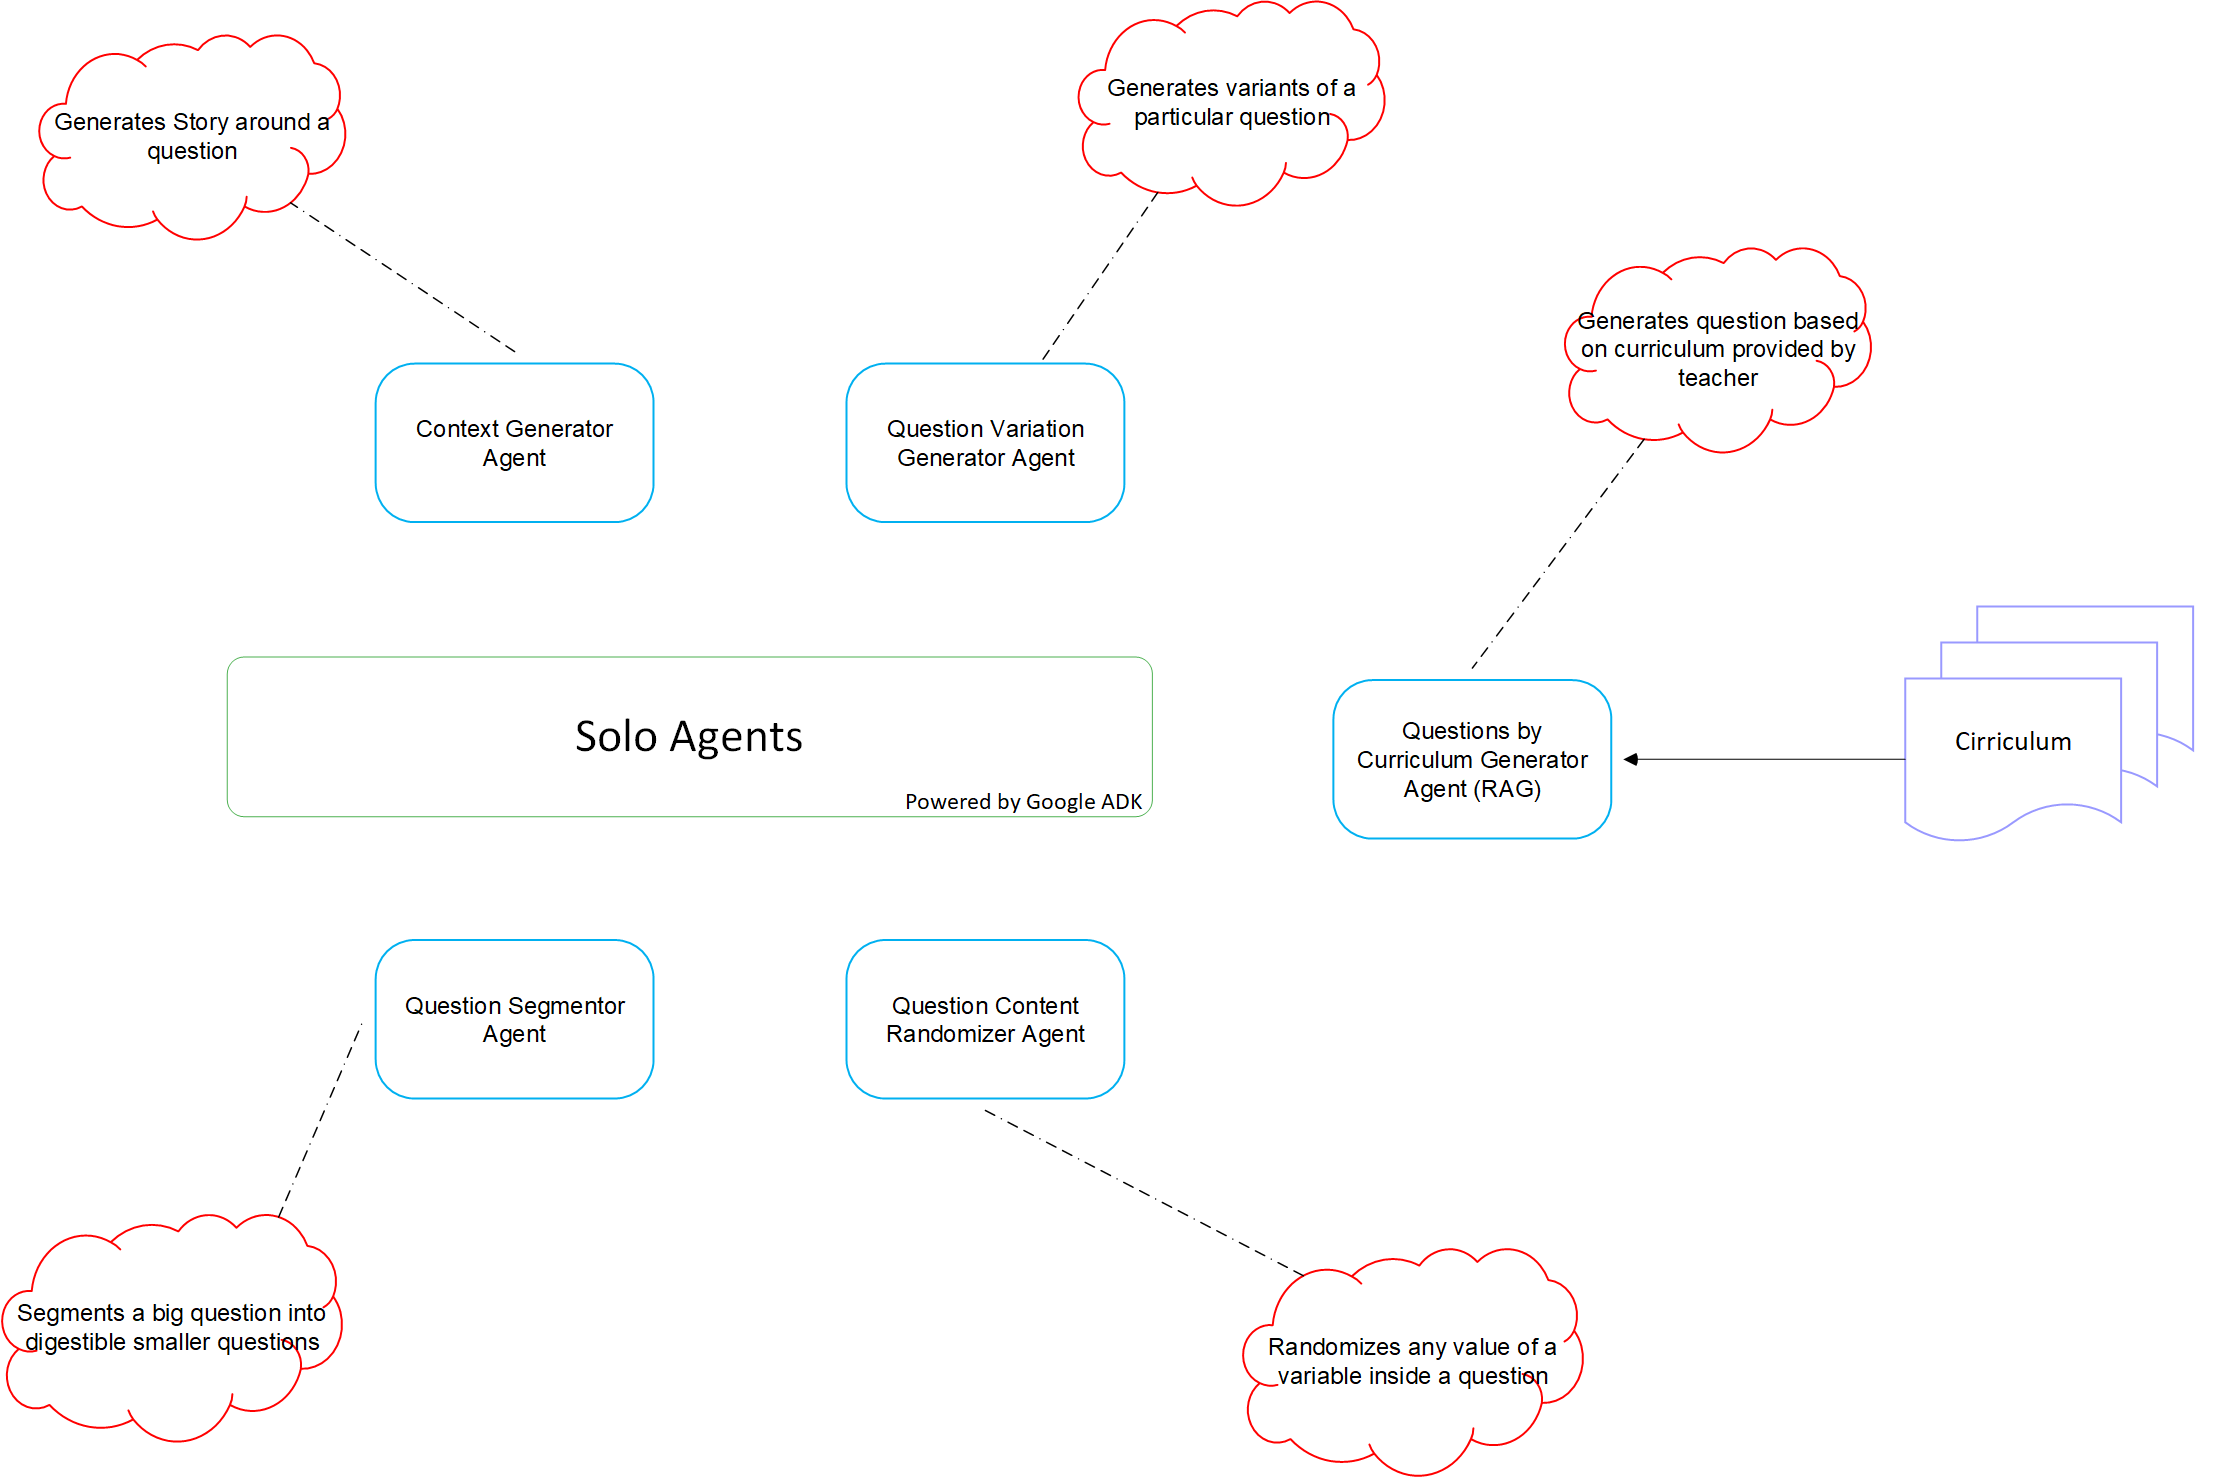 Generates Story around a
question
Generates variants of a
particular question
Generates question based
on curriculum provided by
teacher
Context Generator
Agent
Question Variation
Generator Agent
Solo Agents
Powered by Google ADK
Questions by
Curriculum Generator
Agent (RAG)
Cirriculum
Question Segmentor
Agent
Question Content
Randomizer Agent
Segments a big question into
digestible smaller questions
Randomizes any value of a
variable inside a question